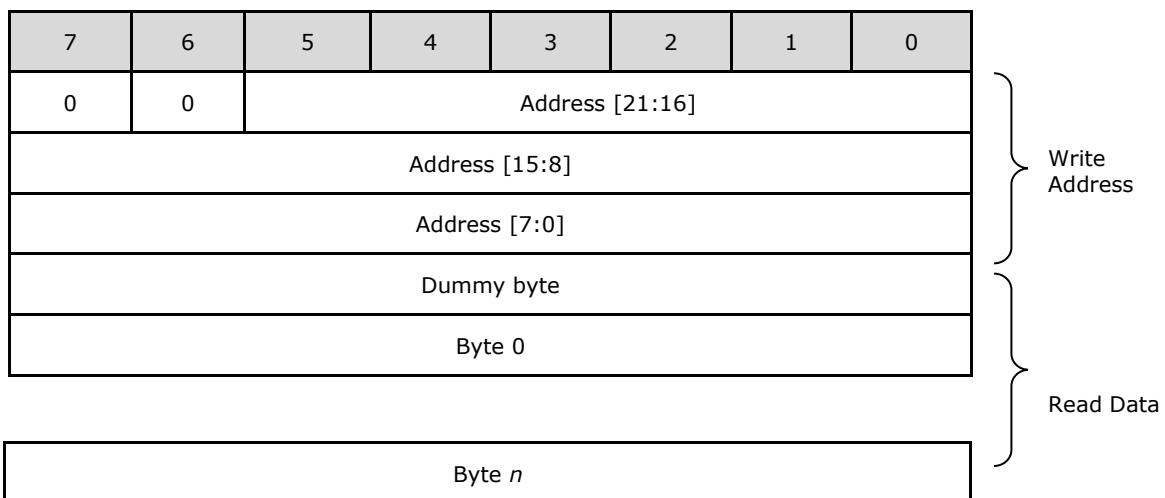 7 6 5 4 3 2 1 0
0 0 Address [21:16]
Address [15:8]
Write
Address
Address [7:0]
Dummy byte
Byte 0
Read Data
Byte n